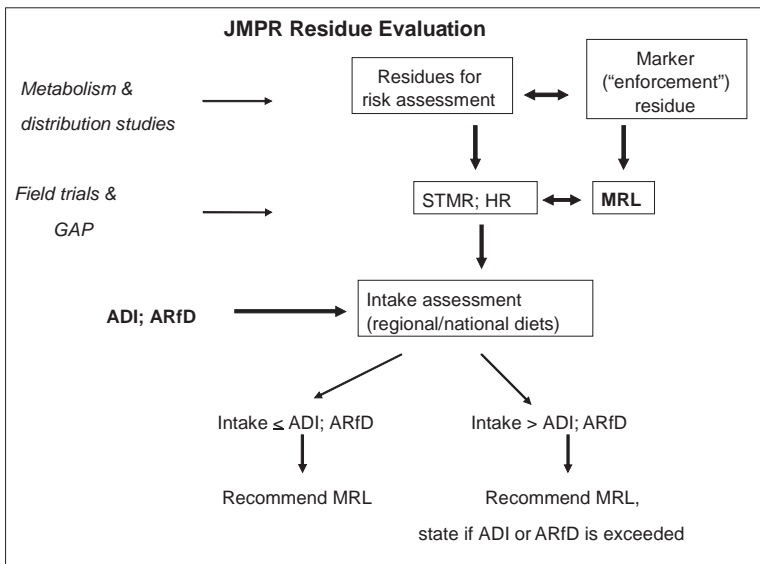 JMPR Residue Evaluation
Metabolism &
distribution studies
Residues for
risk assessment
Marker
(“enforcement”)
residue
Field trials &
GAP
STMR; HR
MRL
ADI; ARfD
Intake assessment
(regional/national diets)
Intake ≤ ADI; ARfD
Intake > ADI; ARfD
Recommend MRL
Recommend MRL,
state if ADI or ARfD is exceeded